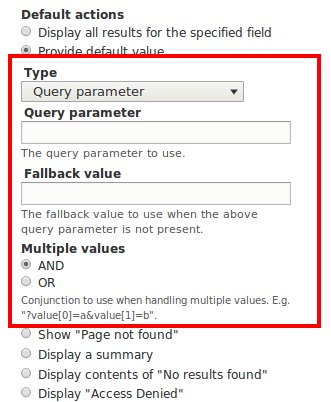 Default actions
Display all results for the specified field
Provide default value
Type
Query parameter
Query parameter
The query parameter to use.
Fallback value
The fallback value to use when the above
query parameter is not present.
Multiple values
AND
OR
Conjunction to use when handling multiple values. E.g.
"?value[0]=a&value[1]=b".
Show "Page not found"
Display a summary
Display contents of "No results found"
Display "Access Denied"